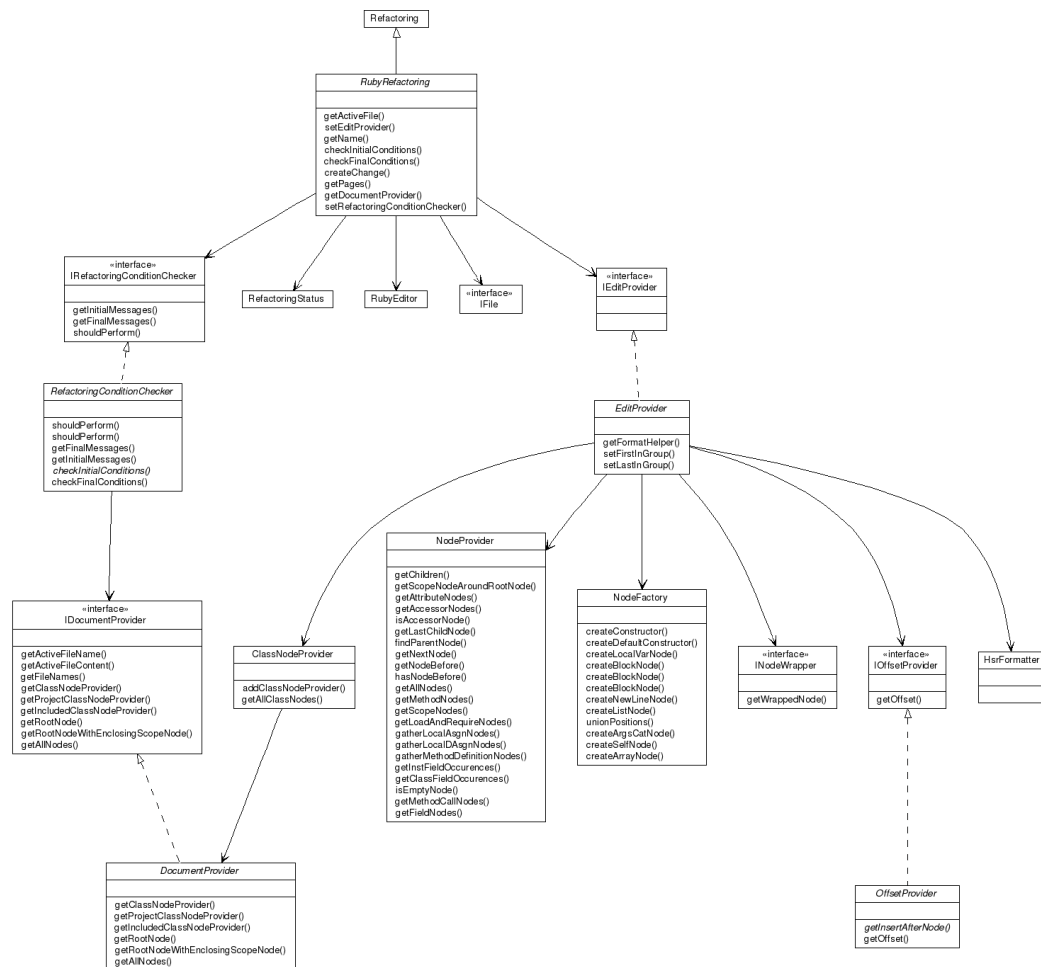 Refactoring
RubyRefactoring
getActiveFile()
setEditProvider()
getName()
checkInitialConditions()
checkFinalConditions()
createChange()
getPages()
getDocumentProvider()
setRefactoringConditionChecker()
«interface»
IRefactoringConditionChecker
getInitialMessages()
getFinalMessages()
shouldPerform()
RefactoringStatus
RubyEditor
«interface»
IFile
«interface»
IEditProvider
RefactoringConditionChecker
shouldPerform()
shouldPerform()
getFinalMessages()
getInitialMessages()
checkInitialConditions()
checkFinalConditions()
EditProvider
getFormatHelper()
setFirstInGroup()
setLastInGroup()
«interface»
IDocumentProvider
getActiveFileName()
getActiveFileContent()
getFileNames()
getClassNodeProvider()
getProjectClassNodeProvider()
getIncludedClassNodeProvider()
getRootNode()
getRootNodeWithEnclosingScopeNode()
getAllNodes()
ClassNodeProvider
addClassNodeProvider()
getAllClassNodes()
NodeProvider
getChildren()
getScopeNodeAroundRootNode()
getAttributeNodes()
getAccessorNodes()
isAccessorNode()
getLastChildNode()
findParentNode()
getNextNode()
getNodeBefore()
hasNodeBefore()
getAllNodes()
getMethodNodes()
getScopeNodes()
getLoadAndRequireNodes()
gatherLocalAsgnNodes()
gatherLocalDAsgnNodes()
gatherMethodDefinitionNodes()
getInstFieldOccurences()
getClassFieldOccurences()
isEmptyNode()
getMethodCallNodes()
getFieldNodes()
NodeFactory
createConstructor()
createDefaultConstructor()
createLocalVarNode()
createBlockNode()
createBlockNode()
createBlockNode()
createNewLineNode()
createListNode()
unionPositions()
createArgsCatNode()
createSelfNode()
createArrayNode()
«interface»
INodeWrapper
getWrappedNode()
«interface»
IOffsetProvider
getOffset()
HsrFormatter
DocumentProvider
getClassNodeProvider()
getProjectClassNodeProvider()
getIncludedClassNodeProvider()
getRootNode()
getRootNodeWithEnclosingScopeNode()
getAllNodes()
OffsetProvider
getInsertAfterNode()
getOffset()